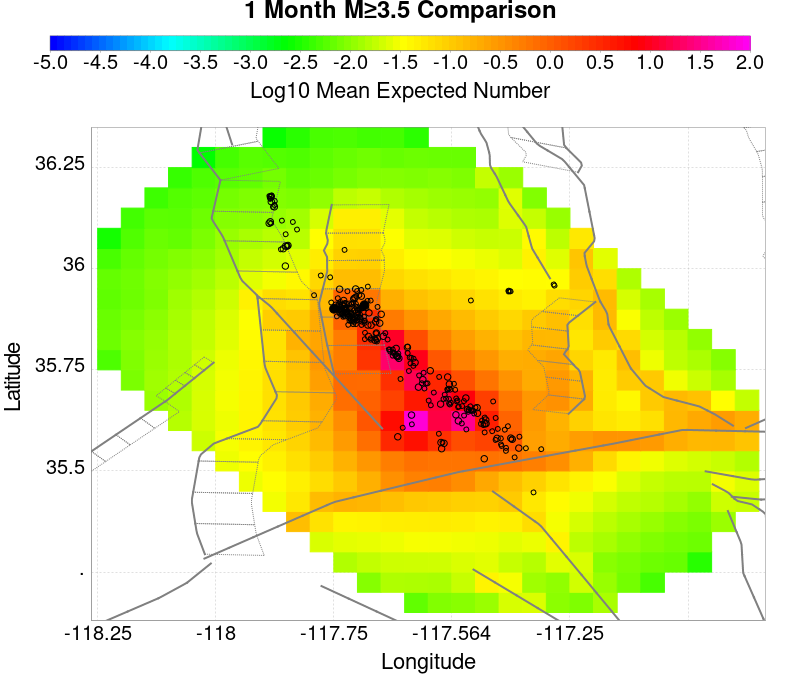 1 Month M≥3.5 Comparison
-5.0 -4.5 -4.0 -3.5 -3.0 -2.5 -2.0 -1.5 -1.0 -0.5 0.0 0.5 1.0 1.5 2.0
Log10 Mean Expected Number
36.25
36
35.75
35.5
.
Latitude
-118.25 -118 -117.75 -117.564 -117.25
Longitude